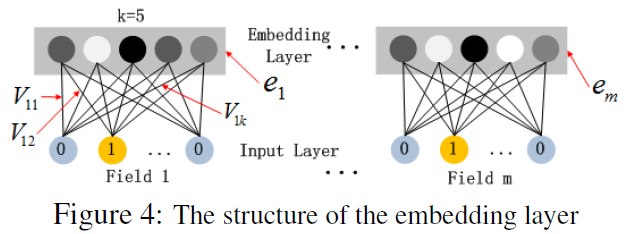 k=5
Embedding ...
Layer
e1
em
V11
V12
V1k
0 1 ... 0
Input Layer
0 1 ... 0
Field 1
...
Field m
Figure 4: The structure of the embedding layer